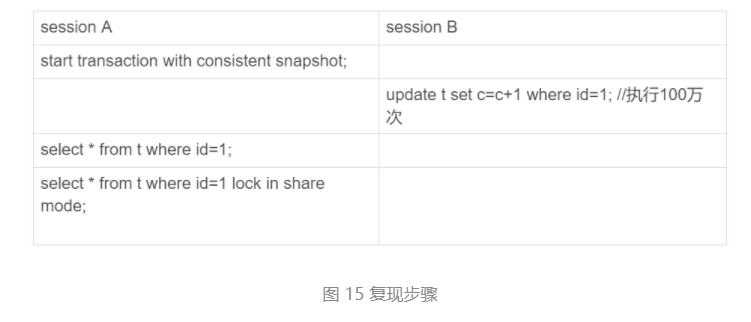 session A
session B
start transaction with consistent snapshot;
update t set c=c+1 where id=1; //执行100万
次
select * from t where id=1;
select * from t where id=1 lock in share
mode;
图 15 复现步骤